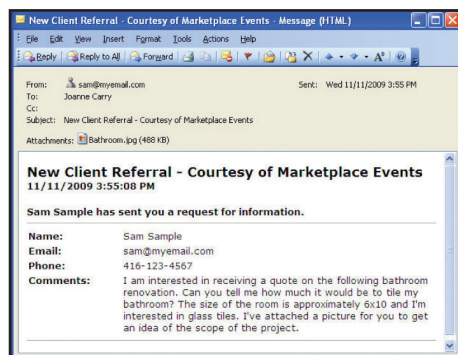 New Client Referral - Courtesy of Marketplace Events - Message (HTML)
File Edit View Insert Format Tools Actions Help
Reply Reply to All Forward
From: sam@myemail.com Sent: Wed 11/11/2009 3:55 PM
To: Joanne Carry
Cc:
Subject: New Client Referral - Courtesy of Marketplace Events
Attachments: Bathroom.jpg (488 KB)
New Client Referral - Courtesy of Marketplace Events
11/11/2009 3:55:08 PM
Sam Sample has sent you a request for information.
Name: Sam Sample
Email: sam@myemail.com
Phone: 416-123-4567
Comments: I am interested in receiving a quote on the following bathroom
renovation. Can you tell me how much it would be to tile my
bathroom? The size of the room is approximately 6x10 and I'm
interested in glass tiles. I've attached a picture for you to get
an idea of the scope of the project.